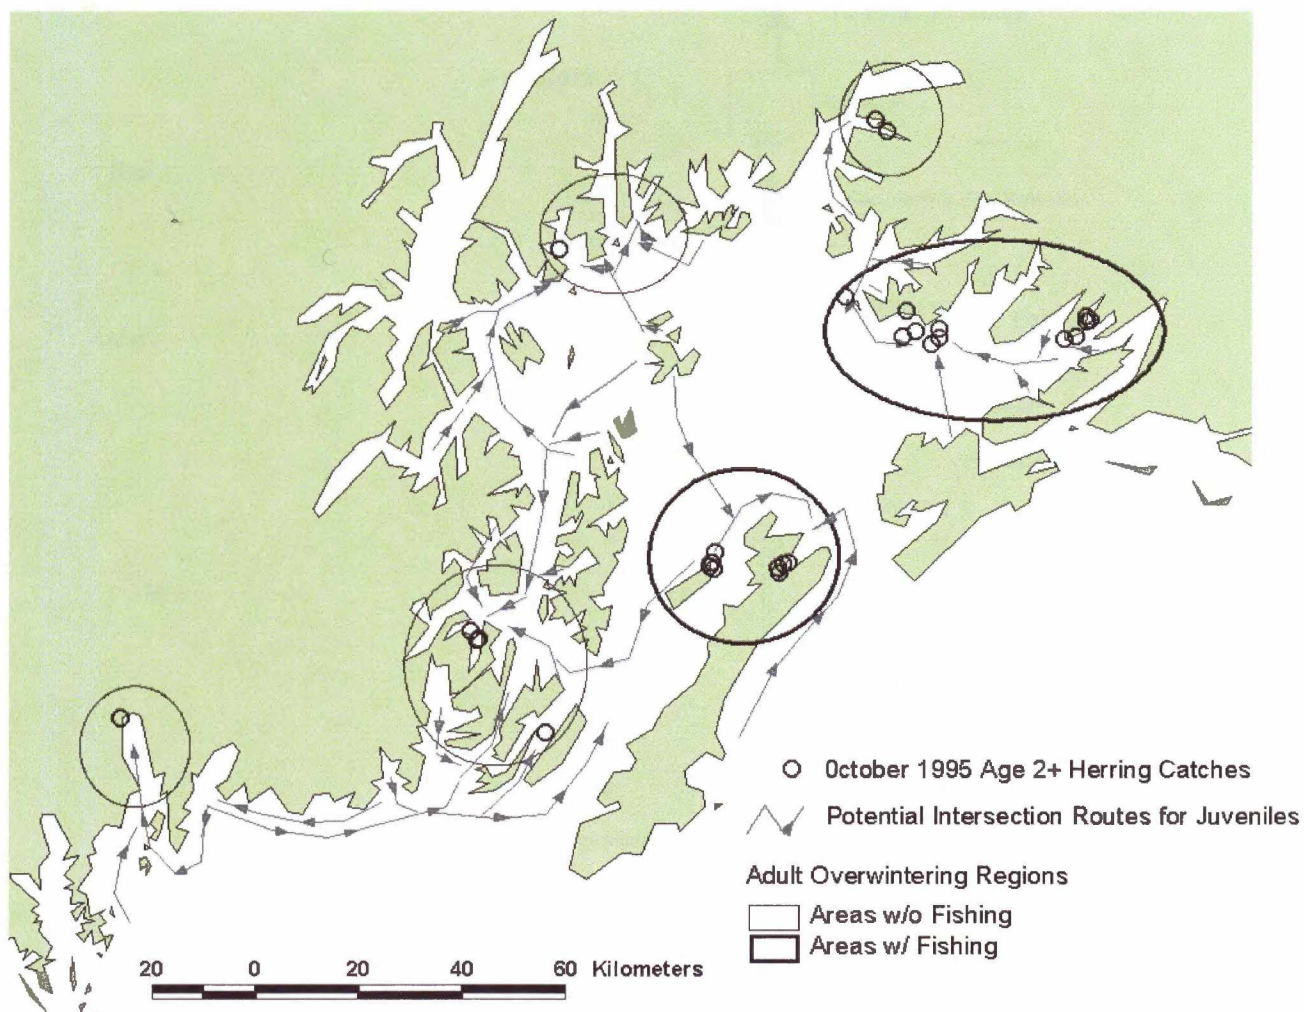 0ctober 1995 Age 2+ Herring Catches
Potential Intersection Routes for Juveniles
Adult Overwintering Regions
Areas w/o Fishing
Areas w/ Fishing
20 0 20 40 60 Kilometers